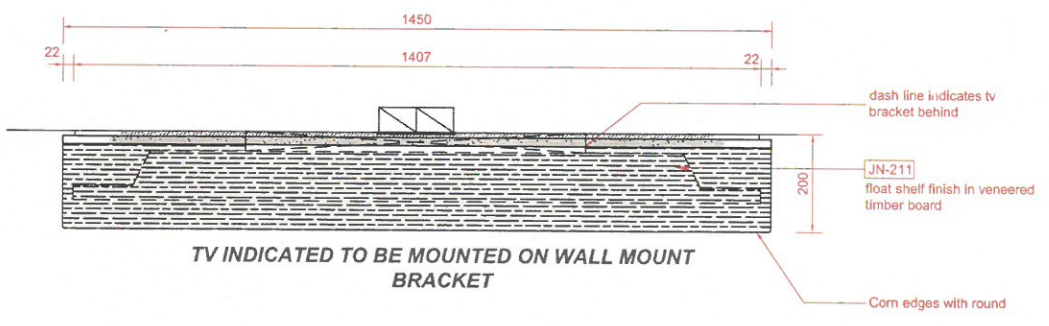 1450
22
1407
22
dash line indicates tv
bracket behind
JN-211
float shelf finish in veneered
timber board
200
TV INDICATED TO BE MOUNTED ON WALL MOUNT
BRACKET
Corn edges with round